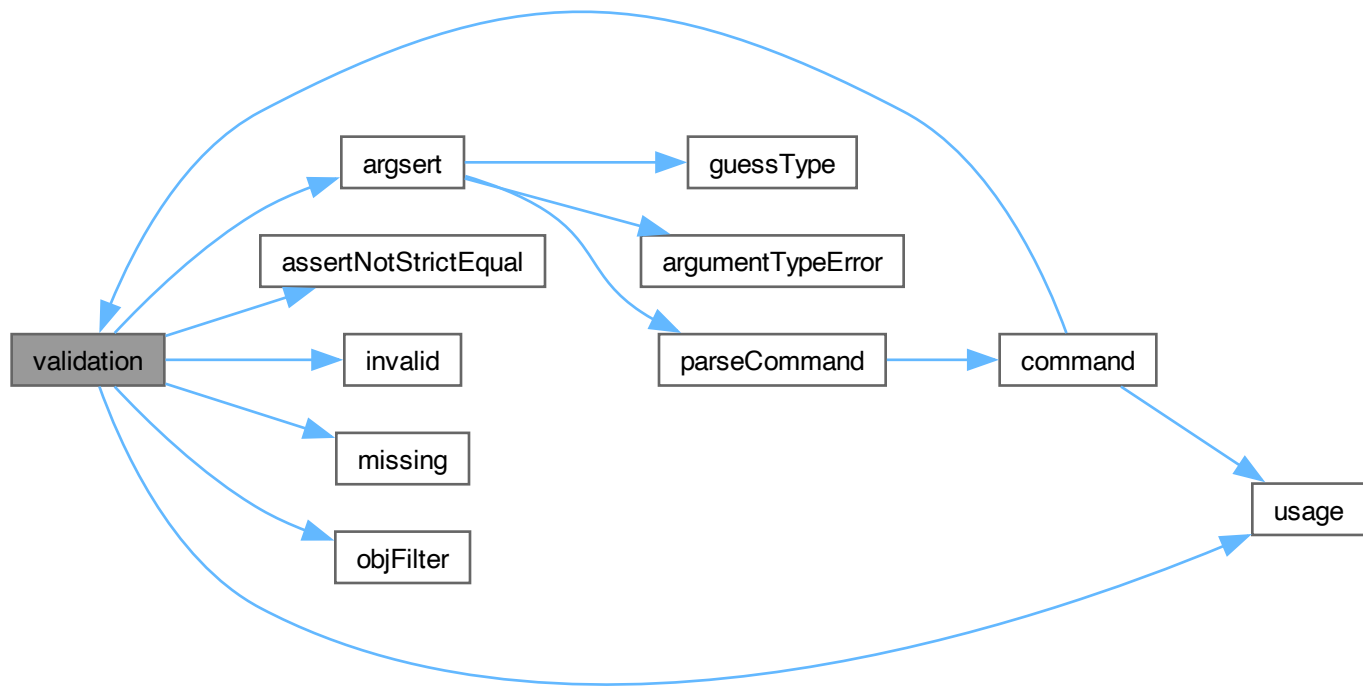 validation
argsert
assertNotStrictEqual
invalid
missing
objFilter
guessType
argumentTypeError
parseCommand
command
usage